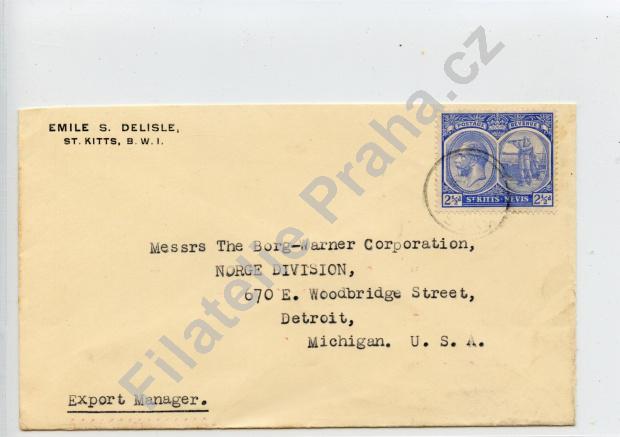 EMILE S. DELISLE,
ST. KITTS, B. W. I.
POSTAGE REVENUE
2½d ST KITTS-NEVIS 2½d
Messrs The Borg-Warner Corporation,
NORGE DIVISION,
670 E. Woodbridge Street,
Detroit,
Michigan. U. S. A.
Export Manager.
Filatelie Praha.cz